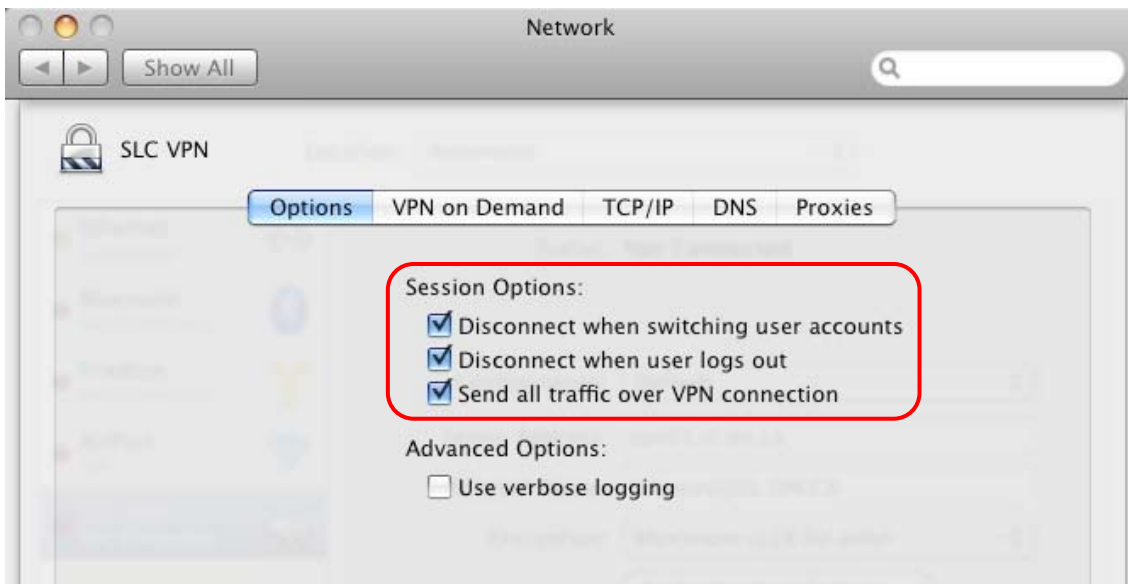 Network
Show All
SLC VPN
Options VPN on Demand TCP/IP DNS Proxies
Session Options:
Disconnect when switching user accounts
Disconnect when user logs out
Send all traffic over VPN connection
Advanced Options:
Use verbose logging